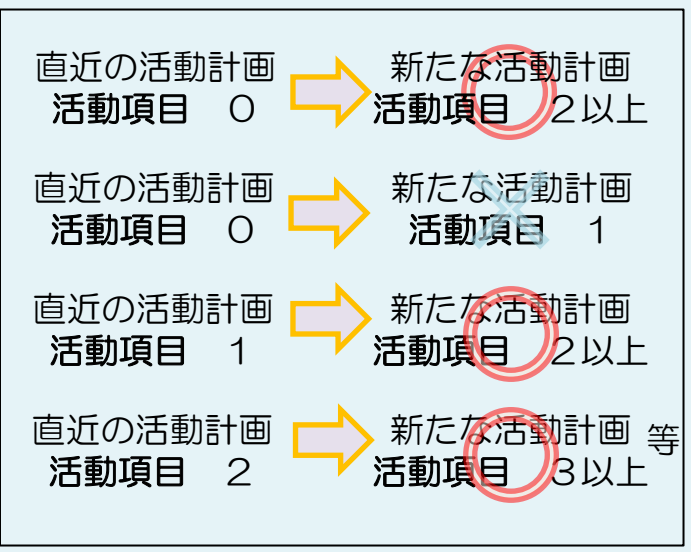 直近の活動計画
活動項目　０
新たな活動計画
活動項目　２以上
直近の活動計画
活動項目　０
新たな活動計画
活動項目　１
直近の活動計画
活動項目　１
新たな活動計画
活動項目　２以上
直近の活動計画
活動項目　２
新たな活動計画
活動項目　３以上
等